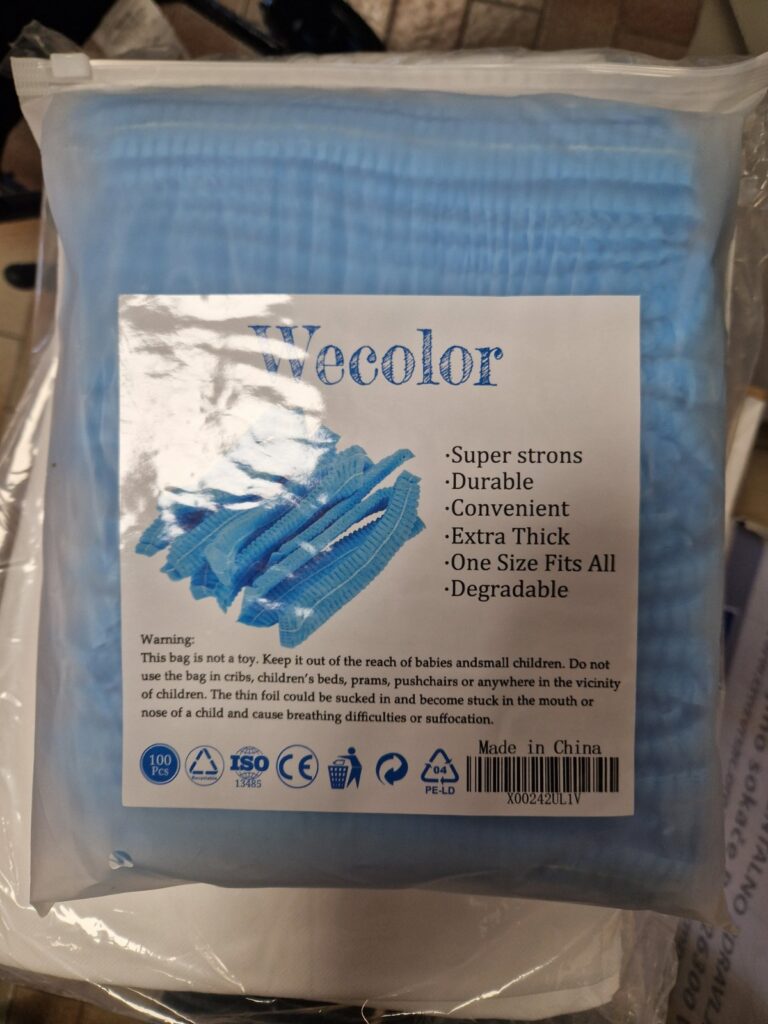 Wecolor
·Super strons
·Durable
·Convenient
·Extra Thick
·One Size Fits All
·Degradable
Warning:
This bag is not a toy. Keep it out of the reach of babies andsmall children. Do not
use the bag in cribs, children's beds, prams, pushchairs or anywhere in the vicinity
of children. The thin foil could be sucked in and become stuck in the mouth or
nose of a child and cause breathing difficulties or suffocation.
100
Pcs
Recyclable
ISO
13485
CE
04
PE-LD
Made in China
X00242UL1V
sokače
26300